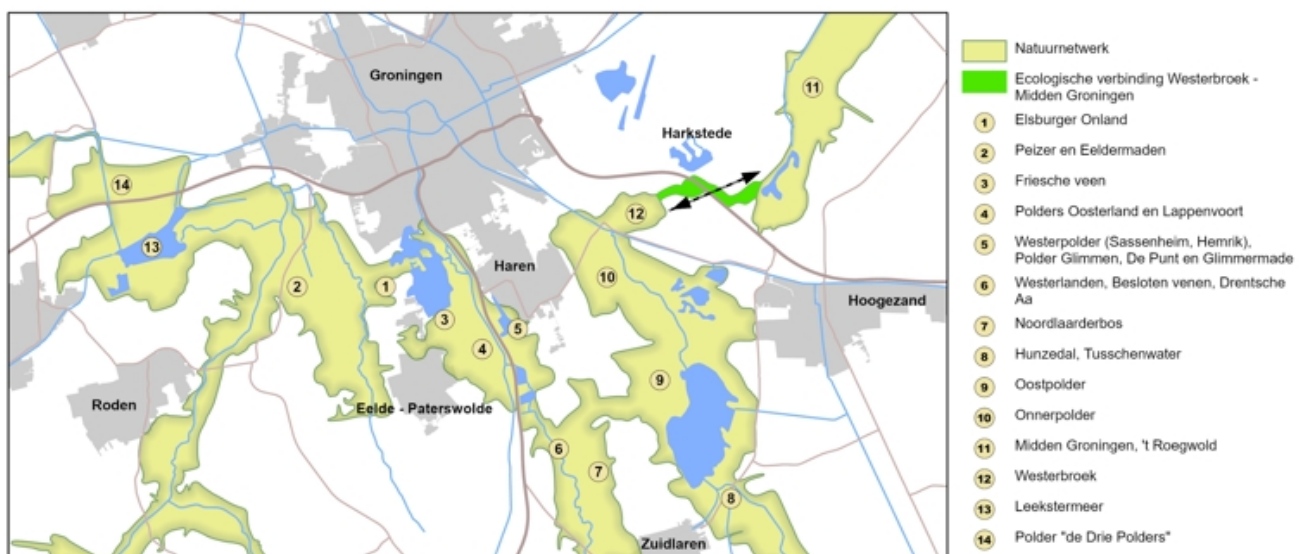 Groningen
Harkstede
11
14
12
13
Haren
10
2
1
Hoogezand
3
5
4
9
Roden
Eelde - Paterswolde
6
7
8
Zuidlaren
Natuurnetwerk
Ecologische verbinding Westerbroek -
Midden Groningen
1 Elsburger Onland
2 Peizer en Eeldermaden
3 Friesche veen
4 Polders Oosterland en Lappenvoort
5 Westerpolder (Sassenheim, Hemrik),
Polder Glimmen, De Punt en Glimmermade
6 Westerlanden, Besloten venen, Drentsche
Aa
7 Noordlaarderbos
8 Hunzedal, Tusschenwater
9 Oostpolder
10 Onnerpolder
11 Midden Groningen, 't Roegwold
12 Westerbroek
13 Leekstermeer
14 Polder "de Drie Polders"